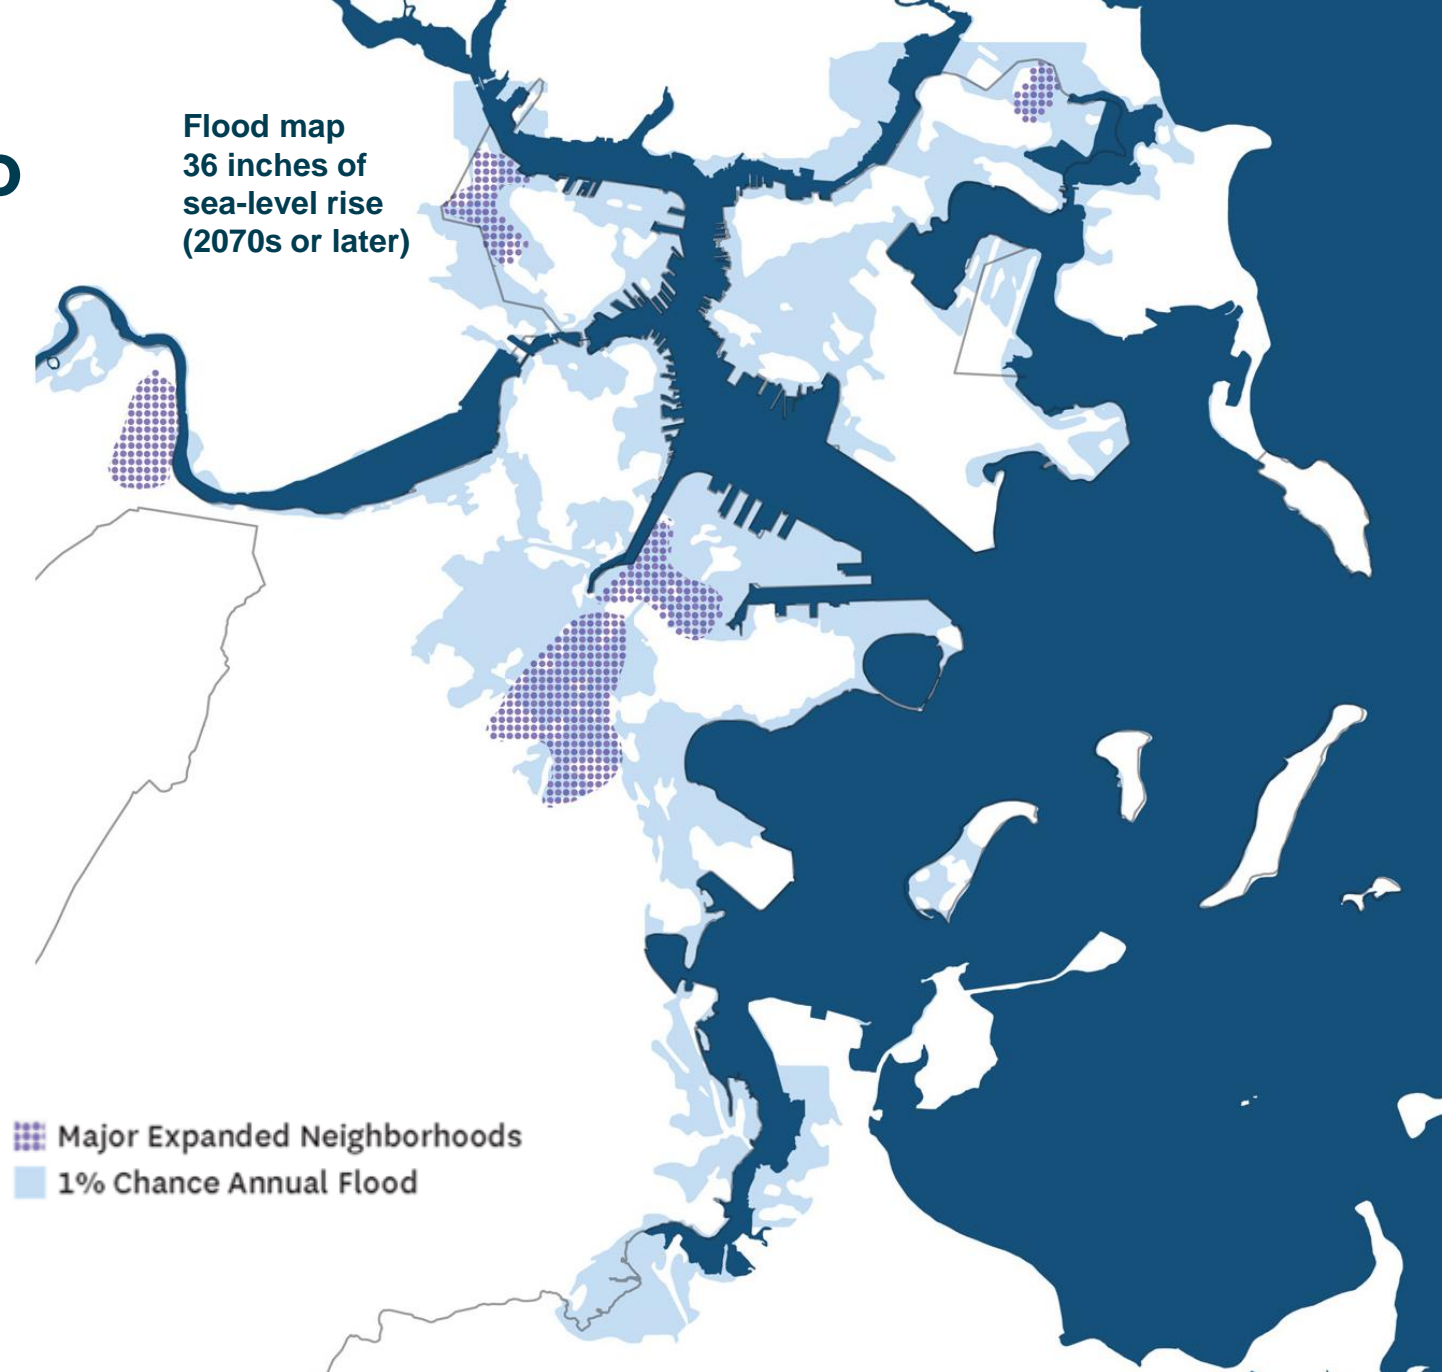 Flood map
36 inches of
sea-level rise
(2070s or later)
Major Expanded Neighborhoods
1% Chance Annual Flood